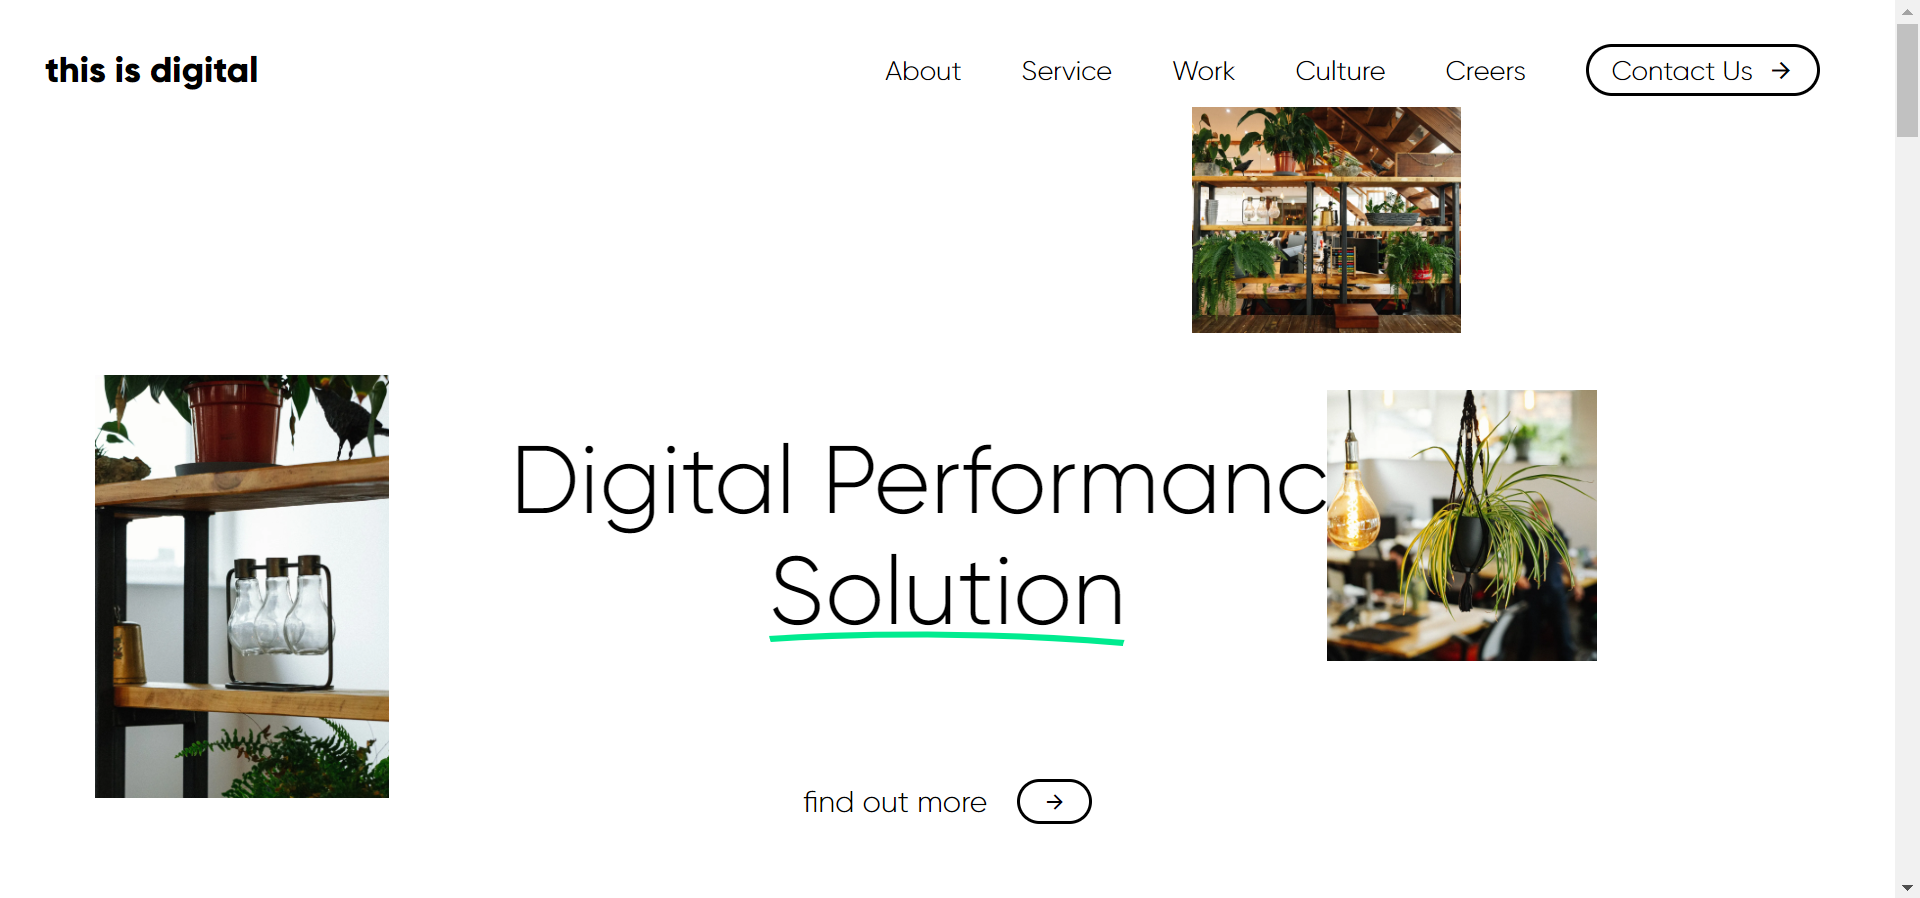 this is digital
About Service Work Culture Creers Contact Us
Digital Performanc
Solution
find out more